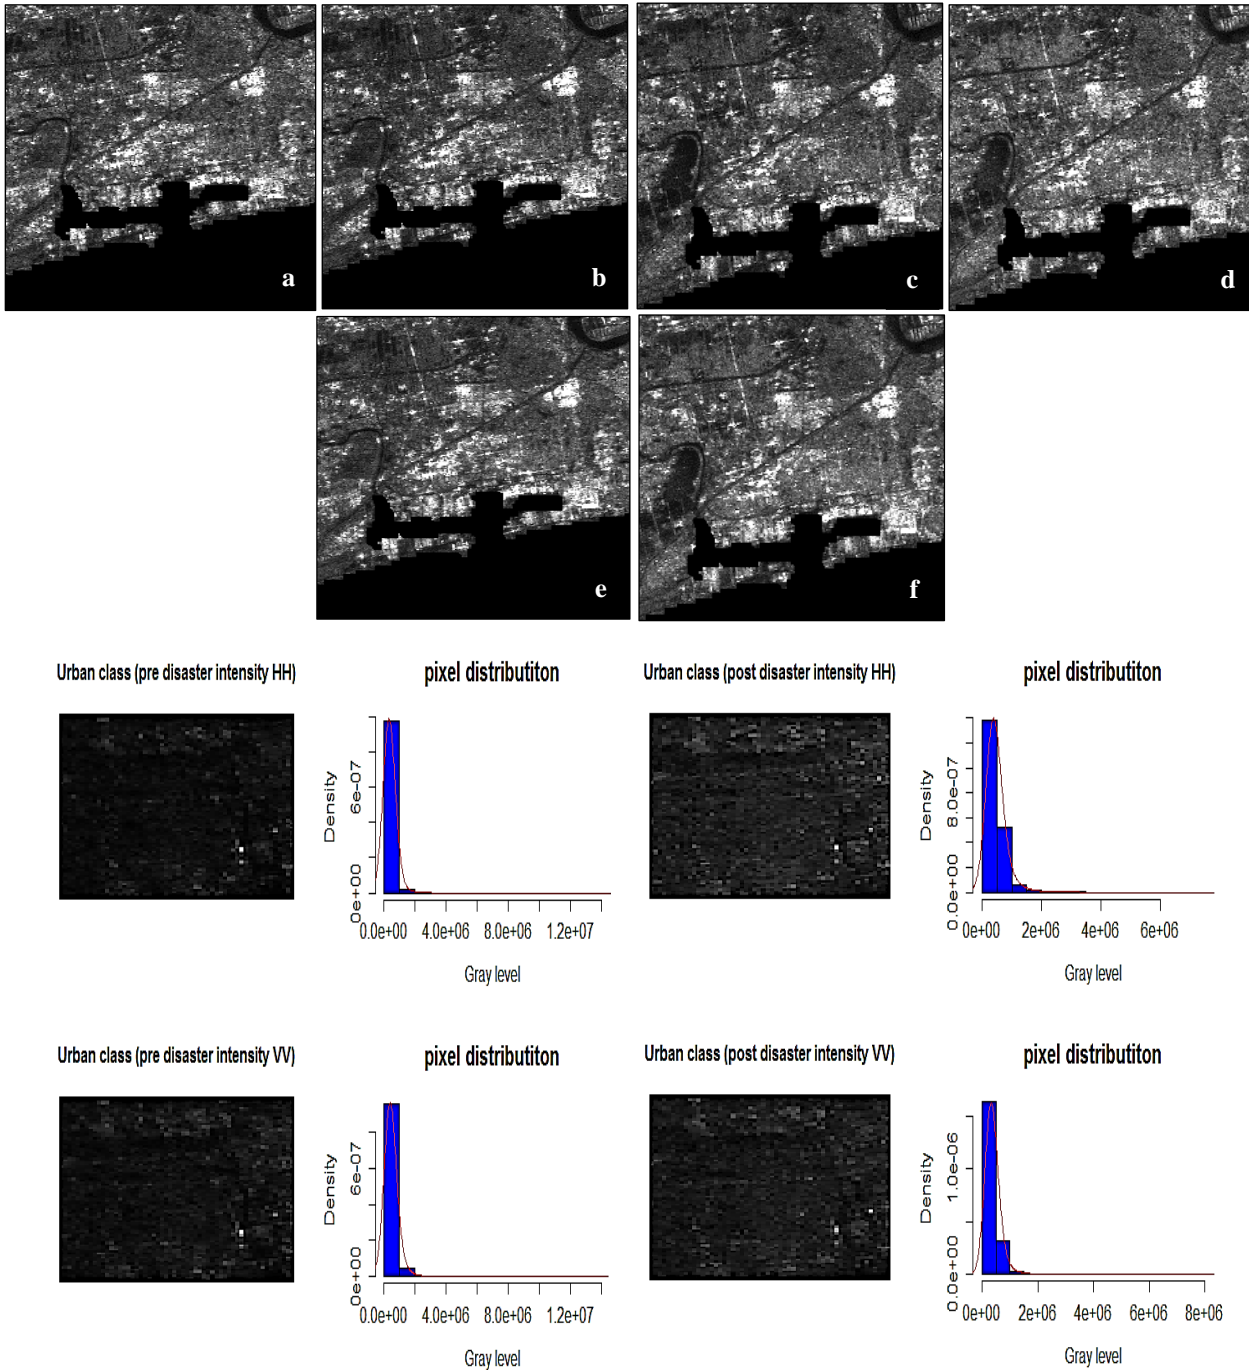 a
b
c
d
e
f
Urban class (pre disaster intensity HH)
pixel distributiton
Urban class (post disaster intensity HH)
pixel distributiton
Density
0e+00 6e-07
0.0e+00 4.0e+06 8.0e+06 1.2e+07
Gray level
Density
0.0e+00 8.0e-07
0e+00 2e+06 4e+06 6e+06
Gray level
Urban class (pre disaster intensity VV)
pixel distributiton
Urban class (post disaster intensity VV)
pixel distributiton
Density
0e+00 6e-07
0.0e+00 4.0e+06 8.0e+06 1.2e+07
Gray level
Density
0.0e+00 1.0e-06
0e+00 2e+06 4e+06 6e+06 8e+06
Gray level